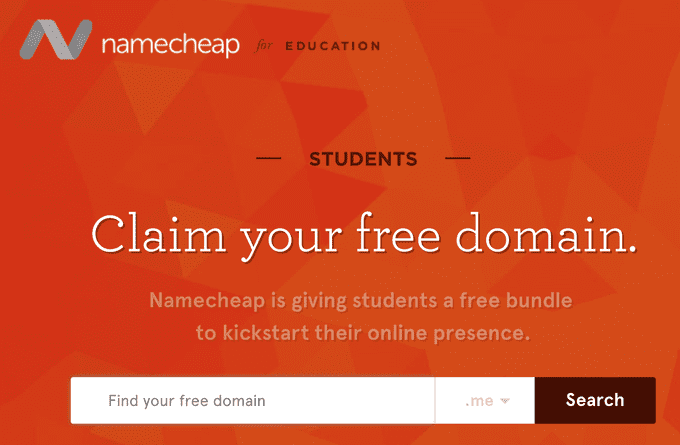 namecheap for EDUCATION
STUDENTS
Claim your free domain.
Namecheap is giving students a free bundle
to kickstart their online presence.
Find your free domain .me Search